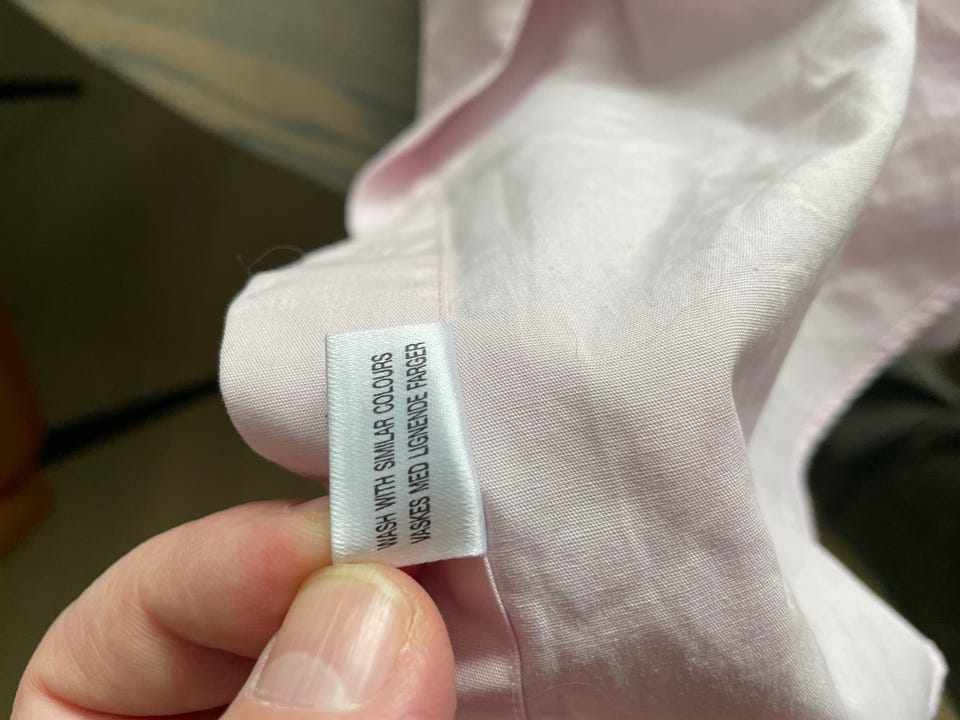 WASH WITH SIMILAR COLOURS
VASKES MED LIGNENDE FARGER